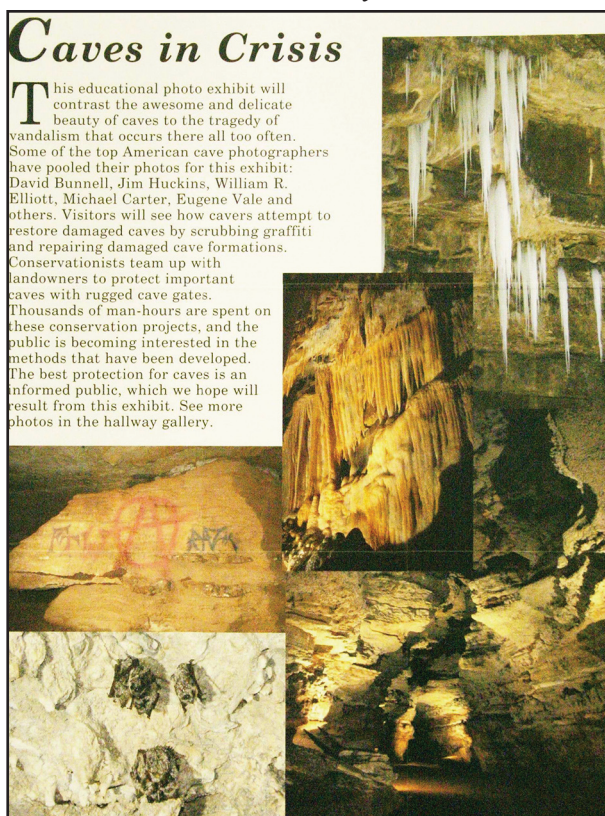 Caves in Crisis
This educational photo exhibit will
contrast the awesome and delicate
beauty of caves to the tragedy of
vandalism that occurs there all too often.
Some of the top American cave photographers
have pooled their photos for this exhibit:
David Bunnell, Jim Huckins, William R.
Elliott, Michael Carter, Eugene Vale and
others. Visitors will see how cavers attempt to
restore damaged caves by scrubbing graffiti
and repairing damaged cave formations.
Conservationists team up with
landowners to protect important
caves with rugged cave gates.
Thousands of man-hours are spent on
these conservation projects, and the
public is becoming interested in the
methods that have been developed.
The best protection for caves is an
informed public, which we hope will
result from this exhibit. See more
photos in the hallway gallery.